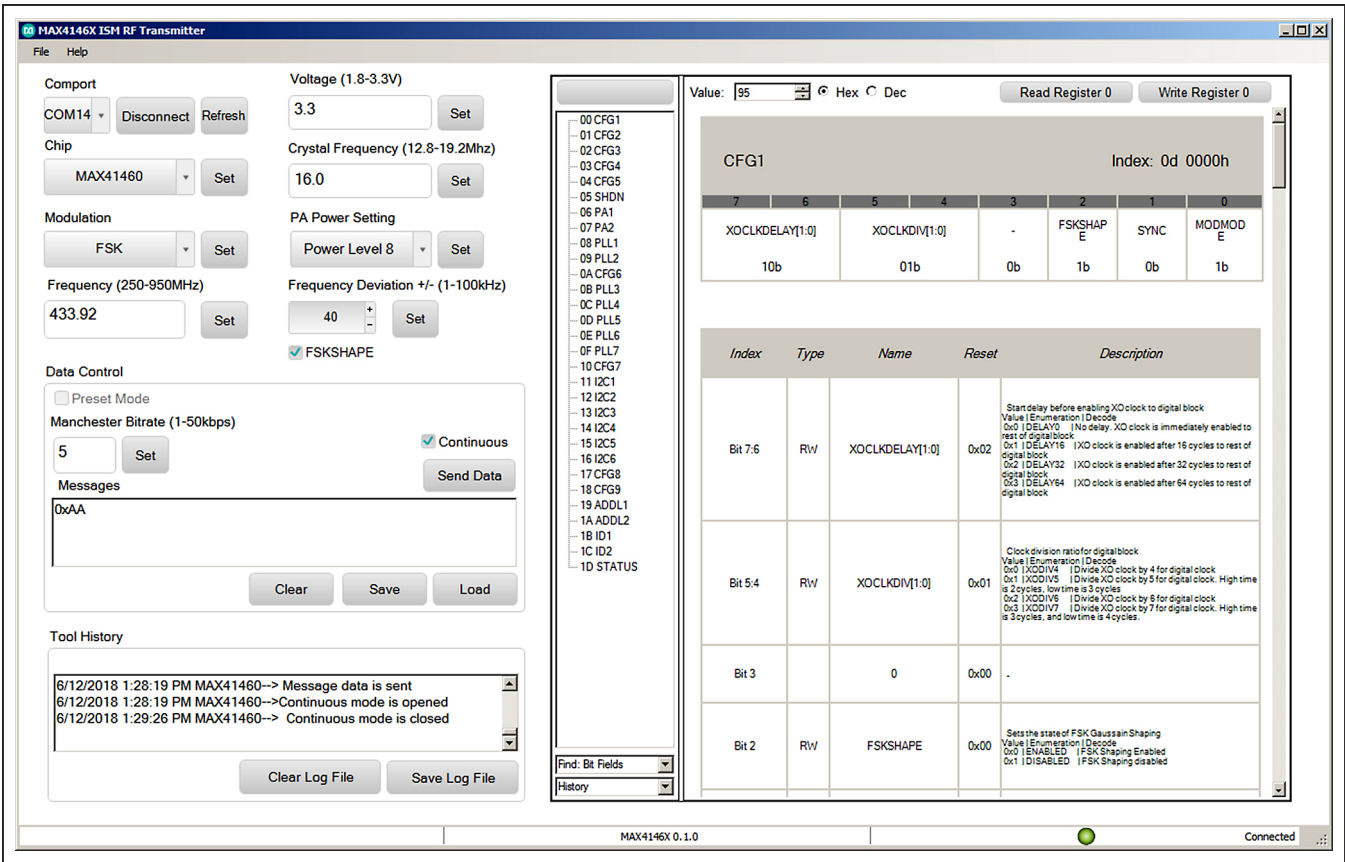 MAX4146X ISM RF Transmitter
File Help
Comport
COM14 Disconnect Refresh
Chip
MAX41460 Set
Modulation
FSK Set
Frequency (250-950MHz)
433.92 Set
Voltage (1.8-3.3V)
3.3 Set
Crystal Frequency (12.8-19.2Mhz)
16.0 Set
PA Power Setting
Power Level 8 Set
Frequency Deviation +/- (1-100kHz)
40 + - Set
FSKSHAPE
Data Control
Preset Mode
Manchester Bitrate (1-50kbps)
5 Set
Continuous
Send Data
Messages
0xAA
Clear Save Load
Tool History
6/12/2018 1:28:19 PM MAX41460--> Message data is sent
6/12/2018 1:28:19 PM MAX41460-->Continuous mode is opened
6/12/2018 1:29:26 PM MAX41460--> Continuous mode is closed
Clear Log File Save Log File
00 CFG1
01 CFG2
02 CFG3
03 CFG4
04 CFG5
05 SHDN
06 PA1
07 PA2
08 PLL1
09 PLL2
0A CFG6
0B PLL3
0C PLL4
0D PLL5
0E PLL6
0F PLL7
10 CFG7
11 I2C1
12 I2C2
13 I2C3
14 I2C4
15 I2C5
16 I2C6
17 CFG8
18 CFG9
19 ADDL1
1A ADDL2
1B ID1
1C ID2
1D STATUS
Find: Bit Fields
History
Value: 95 Hex Dec Read Register 0 Write Register 0
CFG1 Index: 0d 0000h
7 6 5 4 3 2 1 0
XOCLKDELAY[1:0] XOCLKDIV[1:0] - FSKSHAP
E SYNC MODMOD
E
10b 01b 0b 1b 0b 1b
Index Type Name Reset Description
Bit 7:6 RW XOCLKDELAY[1:0] 0x02
Start delay before enabling XO clock to digital block
Value | Enumeration | Decode
0x0 | DELAY0 | No delay. XO clock is immediately enabled to
rest of digital block
0x1 | DELAY16 | XO clock is enabled after 16 cycles to rest of
digital block
0x2 | DELAY32 | XO clock is enabled after 32 cycles to rest of
digital block
0x3 | DELAY64 | XO clock is enabled after 64 cycles to rest of
digital block
Bit 5:4 RW XOCLKDIV[1:0] 0x01
Clock division ratio for digital block
Value | Enumeration | Decode
0x0 | XODIV4 | Divide XO clock by 4 for digital clock
0x1 | XODIV5 | Divide XO clock by 5 for digital clock. High time
is 2 cycles, low time is 3 cycles
0x2 | XODIV6 | Divide XO clock by 6 for digital clock
0x3 | XODIV7 | Divide XO clock by 7 for digital clock. High time
is 3 cycles, and low time is 4 cycles.
Bit 3 0 0x00 -
Bit 2 RW FSKSHAPE 0x00
Sets the state of FSK Gaussain Shaping
Value | Enumeration | Decode
0x0 | ENABLED | FSK Shaping Enabled
0x1 | DISABLED | FSK Shaping disabled
MAX4146X 0.1.0 Connected